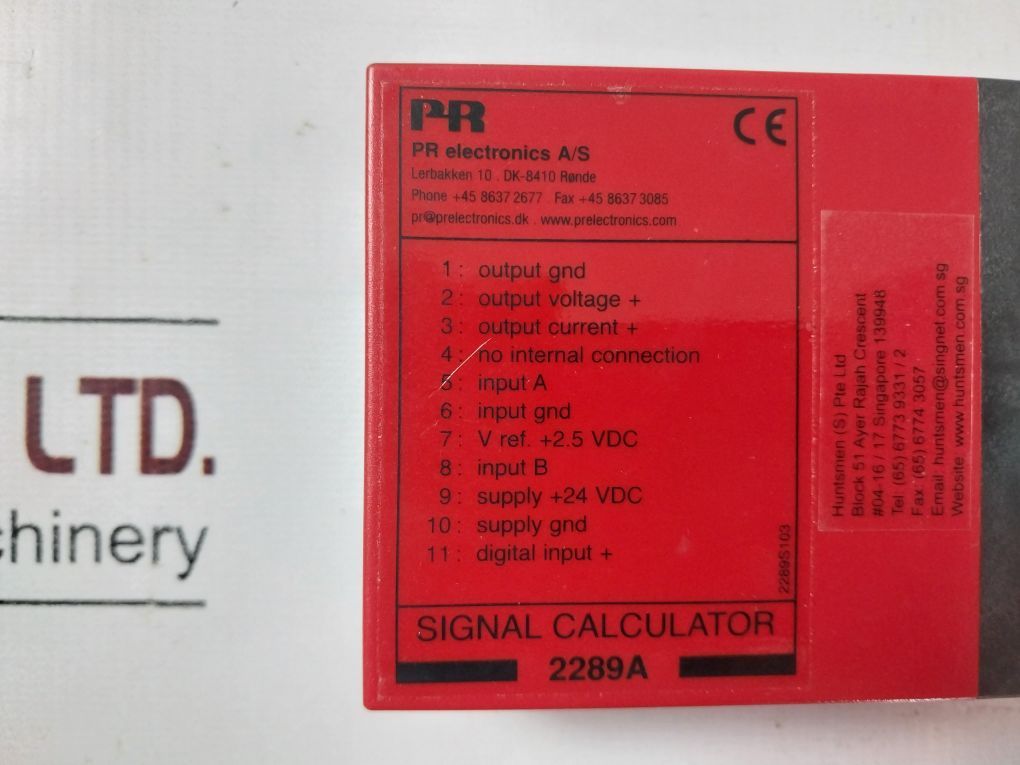 PR
CE
PR electronics A/S
Lerbakken 10 . DK-8410 Rønde
Phone +45 8637 2677 . Fax +45 8637 3085
pr@prelectronics.dk . www.prelectronics.com
1 : output gnd
2 : output voltage +
3 : output current +
4 : no internal connection
5 : input A
6 : input gnd
7 : V ref. +2.5 VDC
8 : input B
9 : supply +24 VDC
10 : supply gnd
11 : digital input +
2289S103
SIGNAL CALCULATOR
2289A
Huntsmen (S) Pte Ltd
Block 51 Ayer Rajah Crescent
#04-16 / 17 Singapore 139948
Tel: (65) 6773 9331 / 2
Fax: (65) 6774 3057
Email: huntsmen@singnet.com.sg
Website: www.huntsmen.com.sg
LTD.
chinery